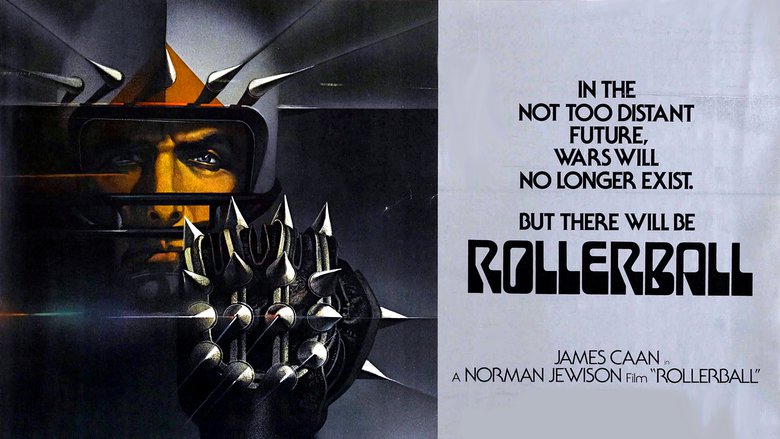 IN THE
NOT TOO DISTANT
FUTURE,
WARS WILL
NO LONGER EXIST.
BUT THERE WILL BE
ROLLERBALL
JAMES CAAN in
A NORMAN JEWISON Film "ROLLERBALL"